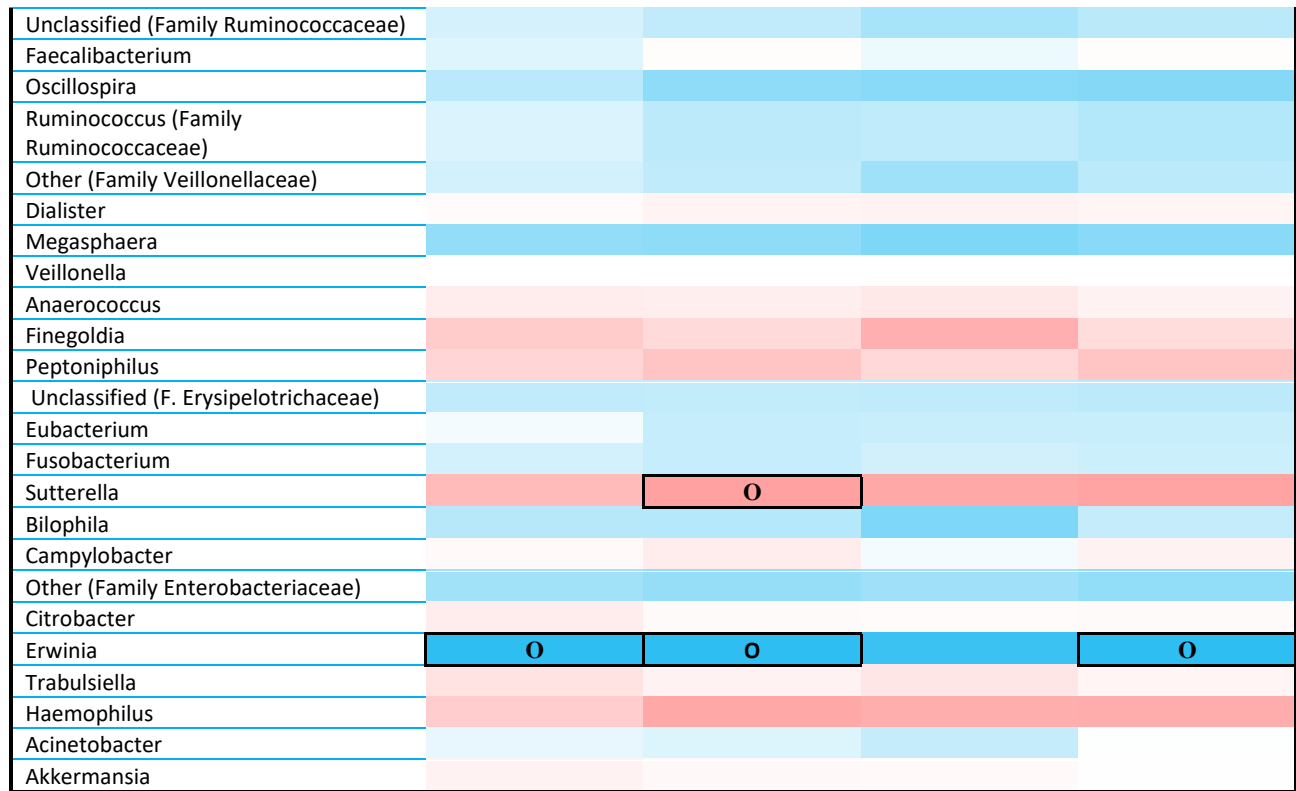 Unclassified (Family Ruminococcaceae)
Faecalibacterium
Oscillospira
Ruminococcus (Family
Ruminococcaceae)
Other (Family Veillonellaceae)
Dialister
Megasphaera
Veillonella
Anaerococcus
Finegoldia
Peptoniphilus
Unclassified (F. Erysipelotrichaceae)
Eubacterium
Fusobacterium
Sutterella O
Bilophila
Campylobacter
Other (Family Enterobacteriaceae)
Citrobacter
Erwinia O O O
Trabulsiella
Haemophilus
Acinetobacter
Akkermansia